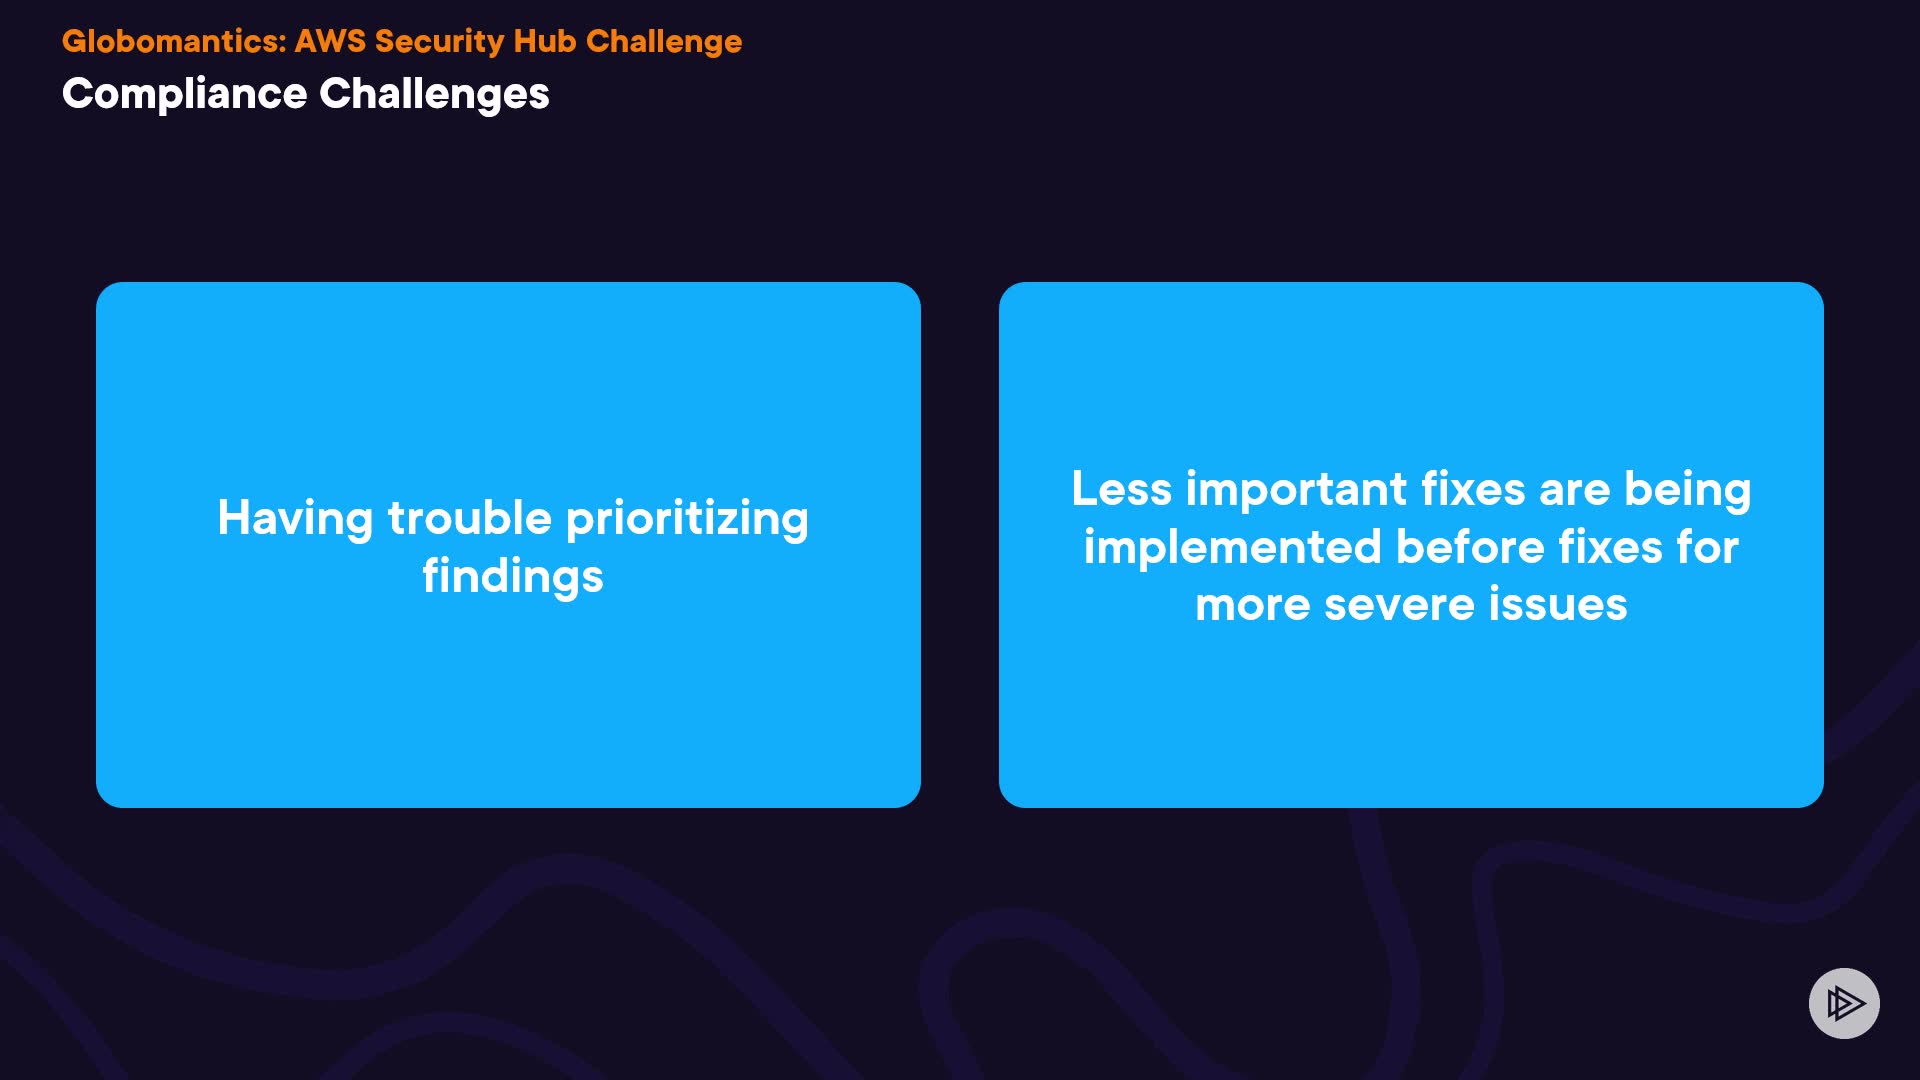 Globomantics: AWS Security Hub Challenge
Compliance Challenges
Having trouble prioritizing
findings
Less important fixes are being
implemented before fixes for
more severe issues